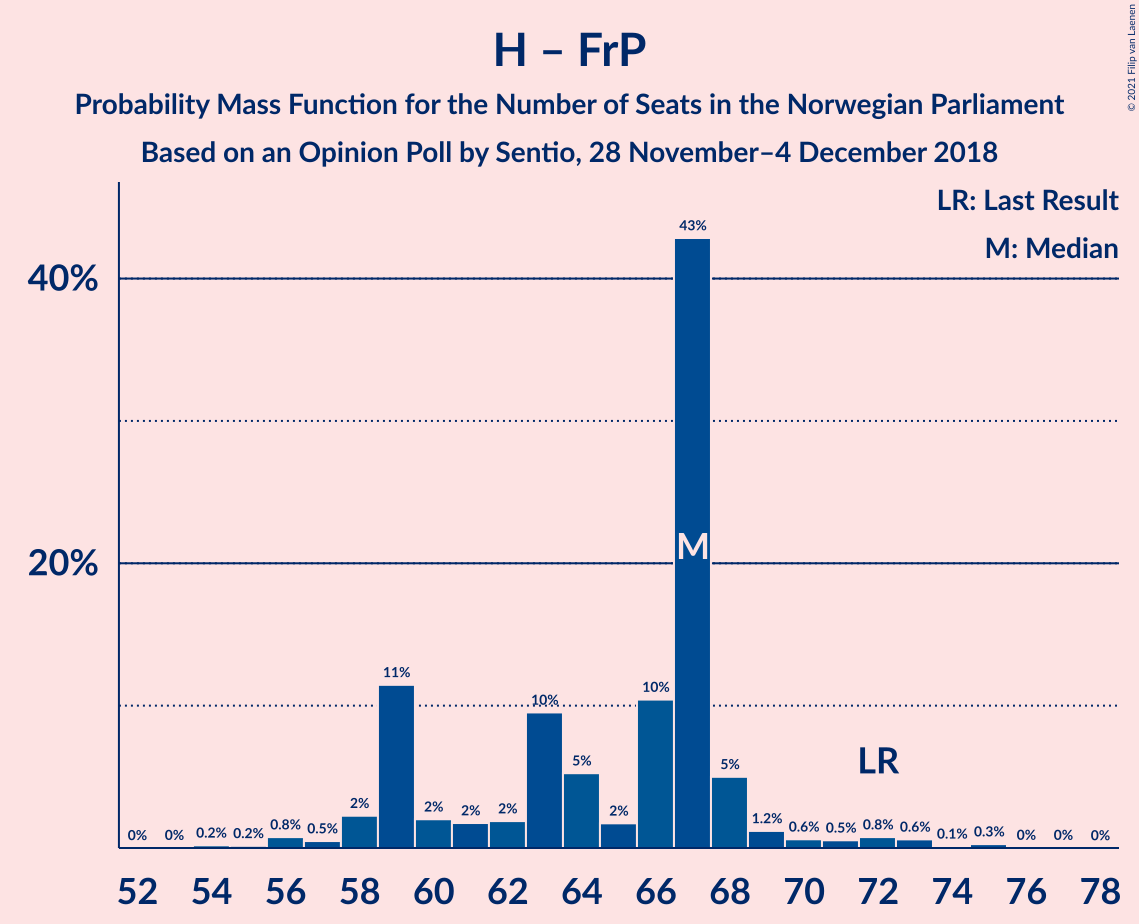 © 2021 Filip van Laenen
H – FrP
Probability Mass Function for the Number of Seats in the Norwegian Parliament
Based on an Opinion Poll by Sentio, 28 November–4 December 2018
LR: Last Result
M: Median
40%
20%
0% 0% 0.2% 0.2% 0.8% 0.5% 2% 11% 2% 2% 2% 10% 5% 2% 10% 43% 5% 1.2% 0.6% 0.5% 0.8% 0.6% 0.1% 0.3% 0% 0% 0%
M
LR
52 54 56 58 60 62 64 66 68 70 72 74 76 78